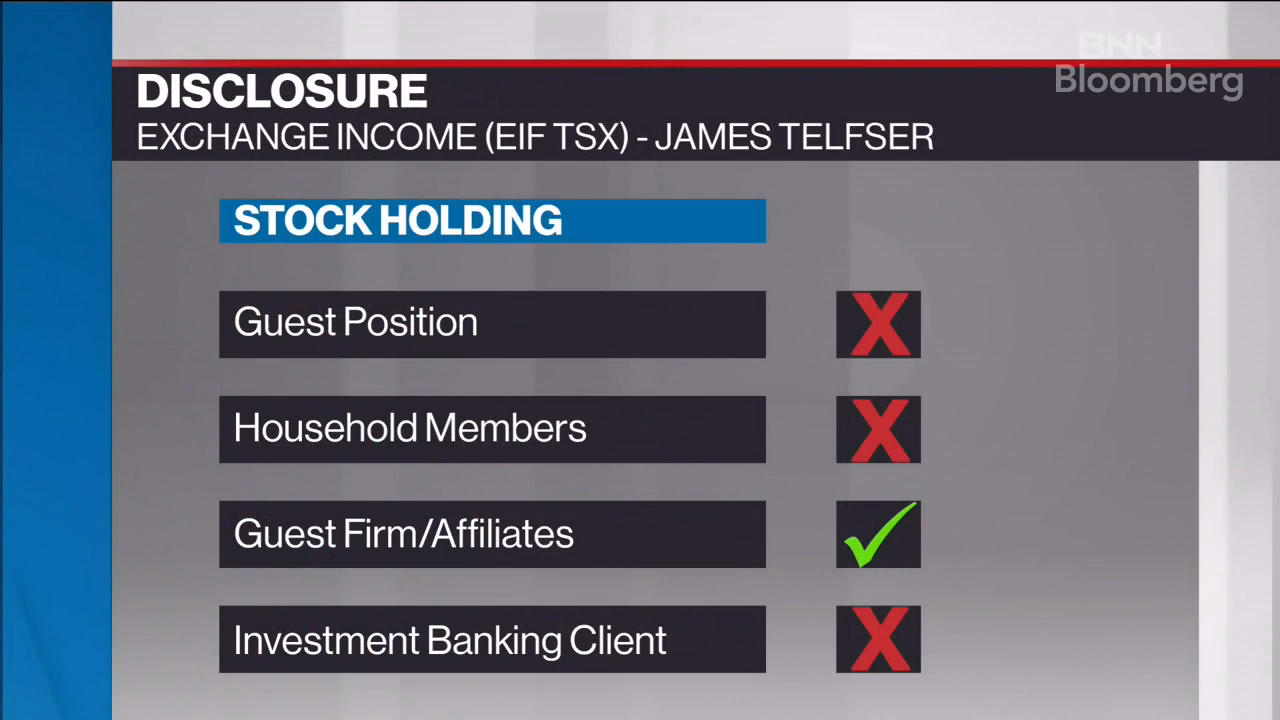 BNN
Bloomberg
DISCLOSURE
EXCHANGE INCOME (EIF TSX) - JAMES TELFSER
STOCK HOLDING
Guest Position
Household Members
Guest Firm/Affiliates
Investment Banking Client